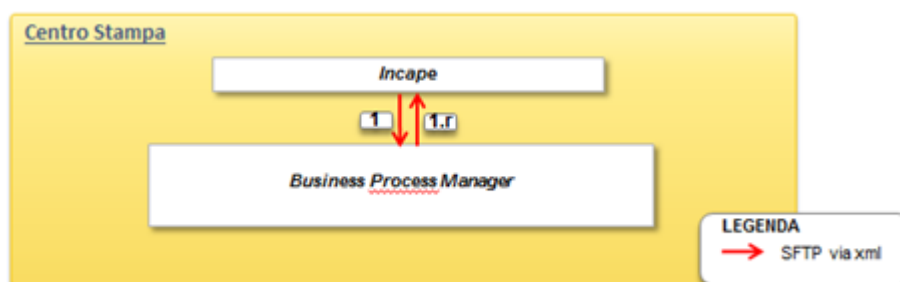 Centro Stampa
Incape
1
1.r
Business Process Manager
LEGENDA
SFTP via xml